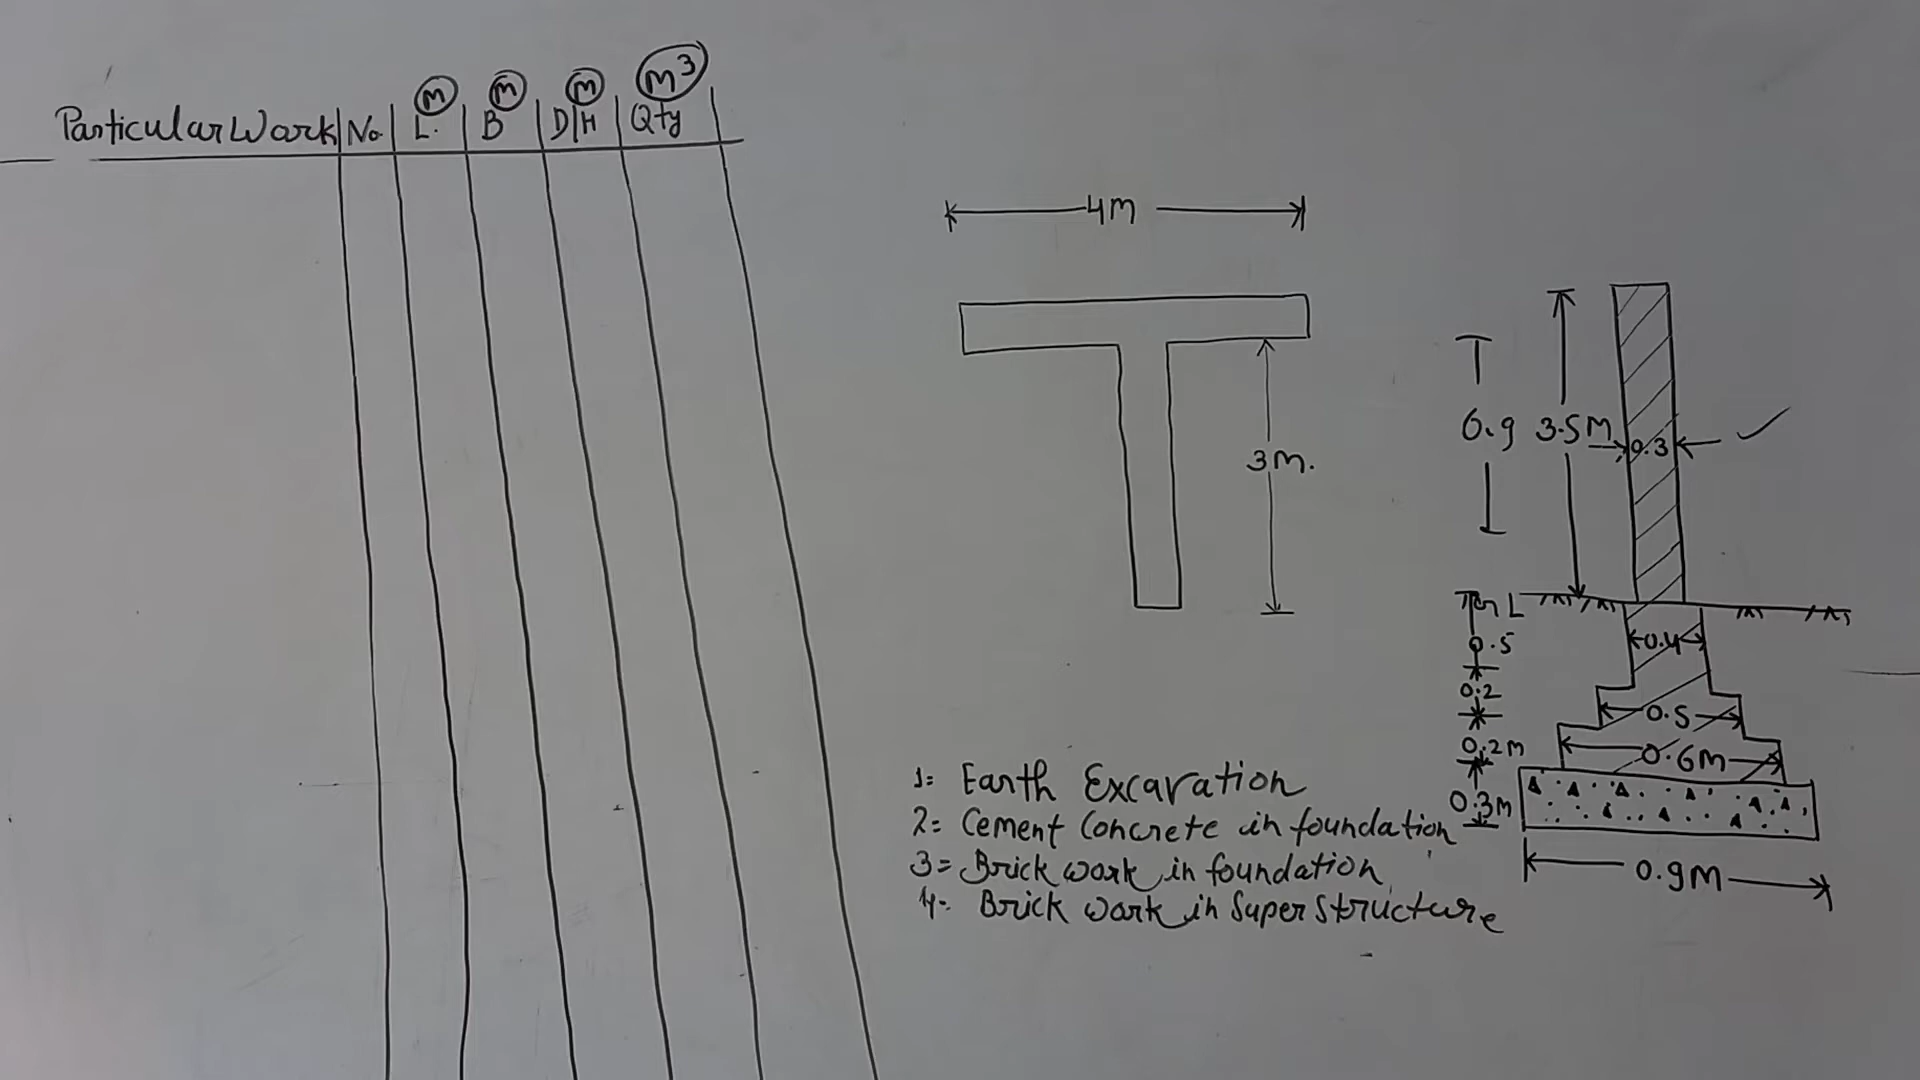 m m m m³
Particular Work No L. B D/H Qty
4m
3m.
0.9 3.5m 0.3
G L
0.5 0.4
0.2 0.5
0.2m 0.6m
0.3m
0.9m
1= Earth Excaration
2= Cement Concrete in foundation
3= Brick work in foundation
4= Brick work in Super Structure